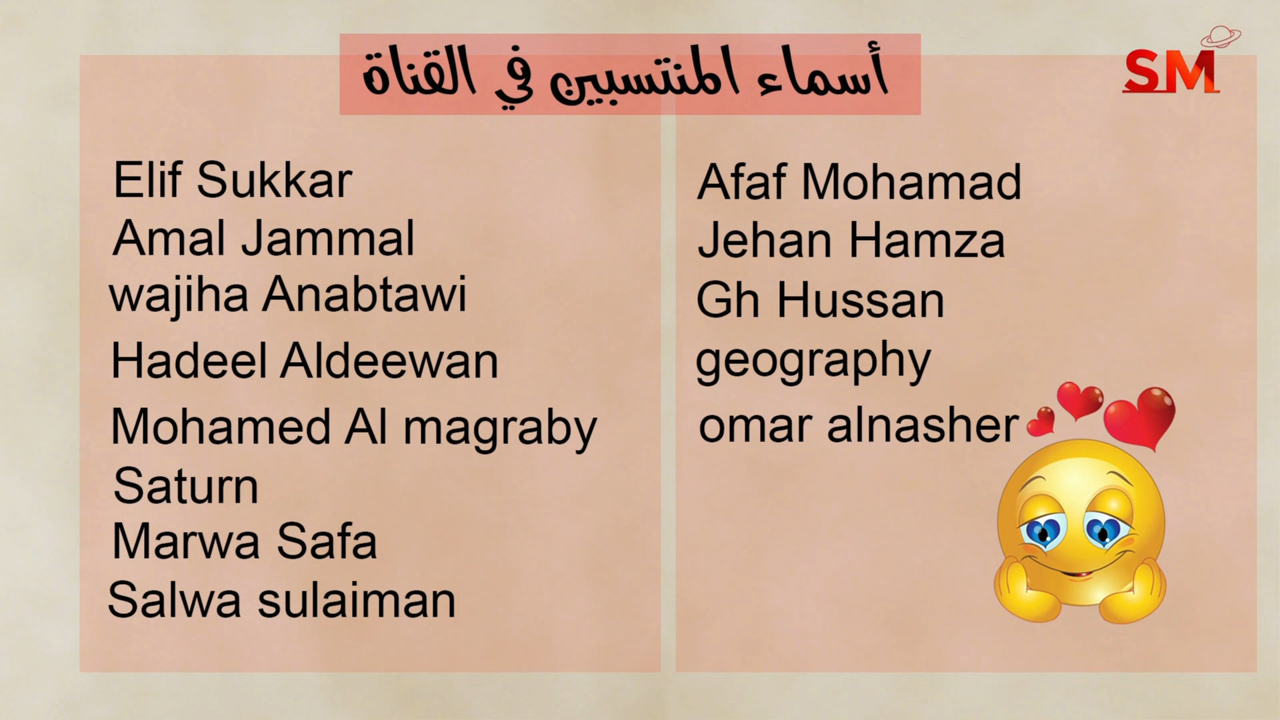 أسماء المنتسبين في القناة
SM
Elif Sukkar
Amal Jammal
wajiha Anabtawi
Hadeel Aldeewan
Mohamed Al magraby
Saturn
Marwa Safa
Salwa sulaiman
Afaf Mohamad
Jehan Hamza
Gh Hussan
geography
omar alnasher